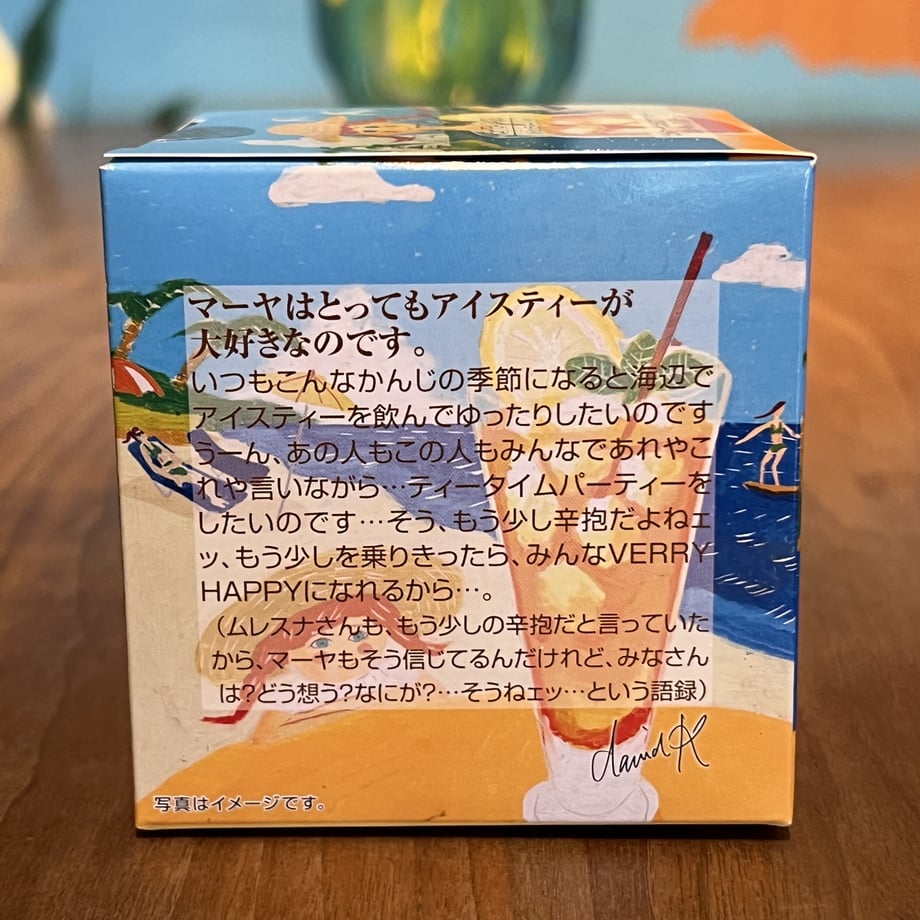 マーヤはとってもアイスティーが
大好きなのです。
いつもこんなかんじの季節になると海辺で
アイスティーを飲んでゆったりしたいのです
うーん、あの人もこの人もみんなであれやこ
れや言いながら…ティータイムパーティーを
したいのです…そう、もう少し辛抱だよねェ
ッ、もう少しを乗りきったら、みんなVERRY
HAPPYになれるから…。
（ムレスナさんも、もう少しの辛抱だと言っていた
から、マーヤもそう信じてるんだけれど、みなさん
は?どう想う?なにが?…そうねェッ…という語録）
david K
写真はイメージです。